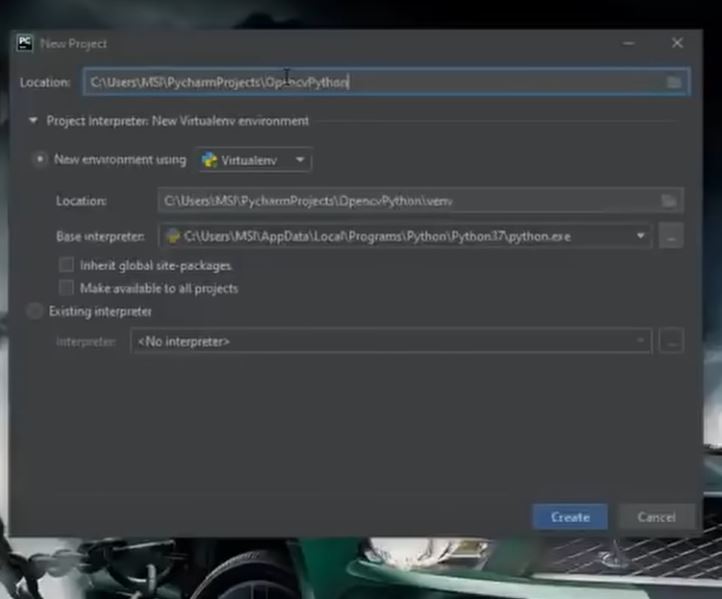 PC New Project
Location: C:\Users\MSI\PycharmProjects\OpencvPython
Project Interpreter: New Virtualenv environment
New environment using Virtualenv
Location: C:\Users\MSI\PycharmProjects\OpencvPython\venv
Base interpreter: C:\Users\MSI\AppData\Local\Programs\Python\Python37\python.exe ...
Inherit global site-packages
Make available to all projects
Existing interpreter
Interpreter: <No interpreter> ...
Create Cancel